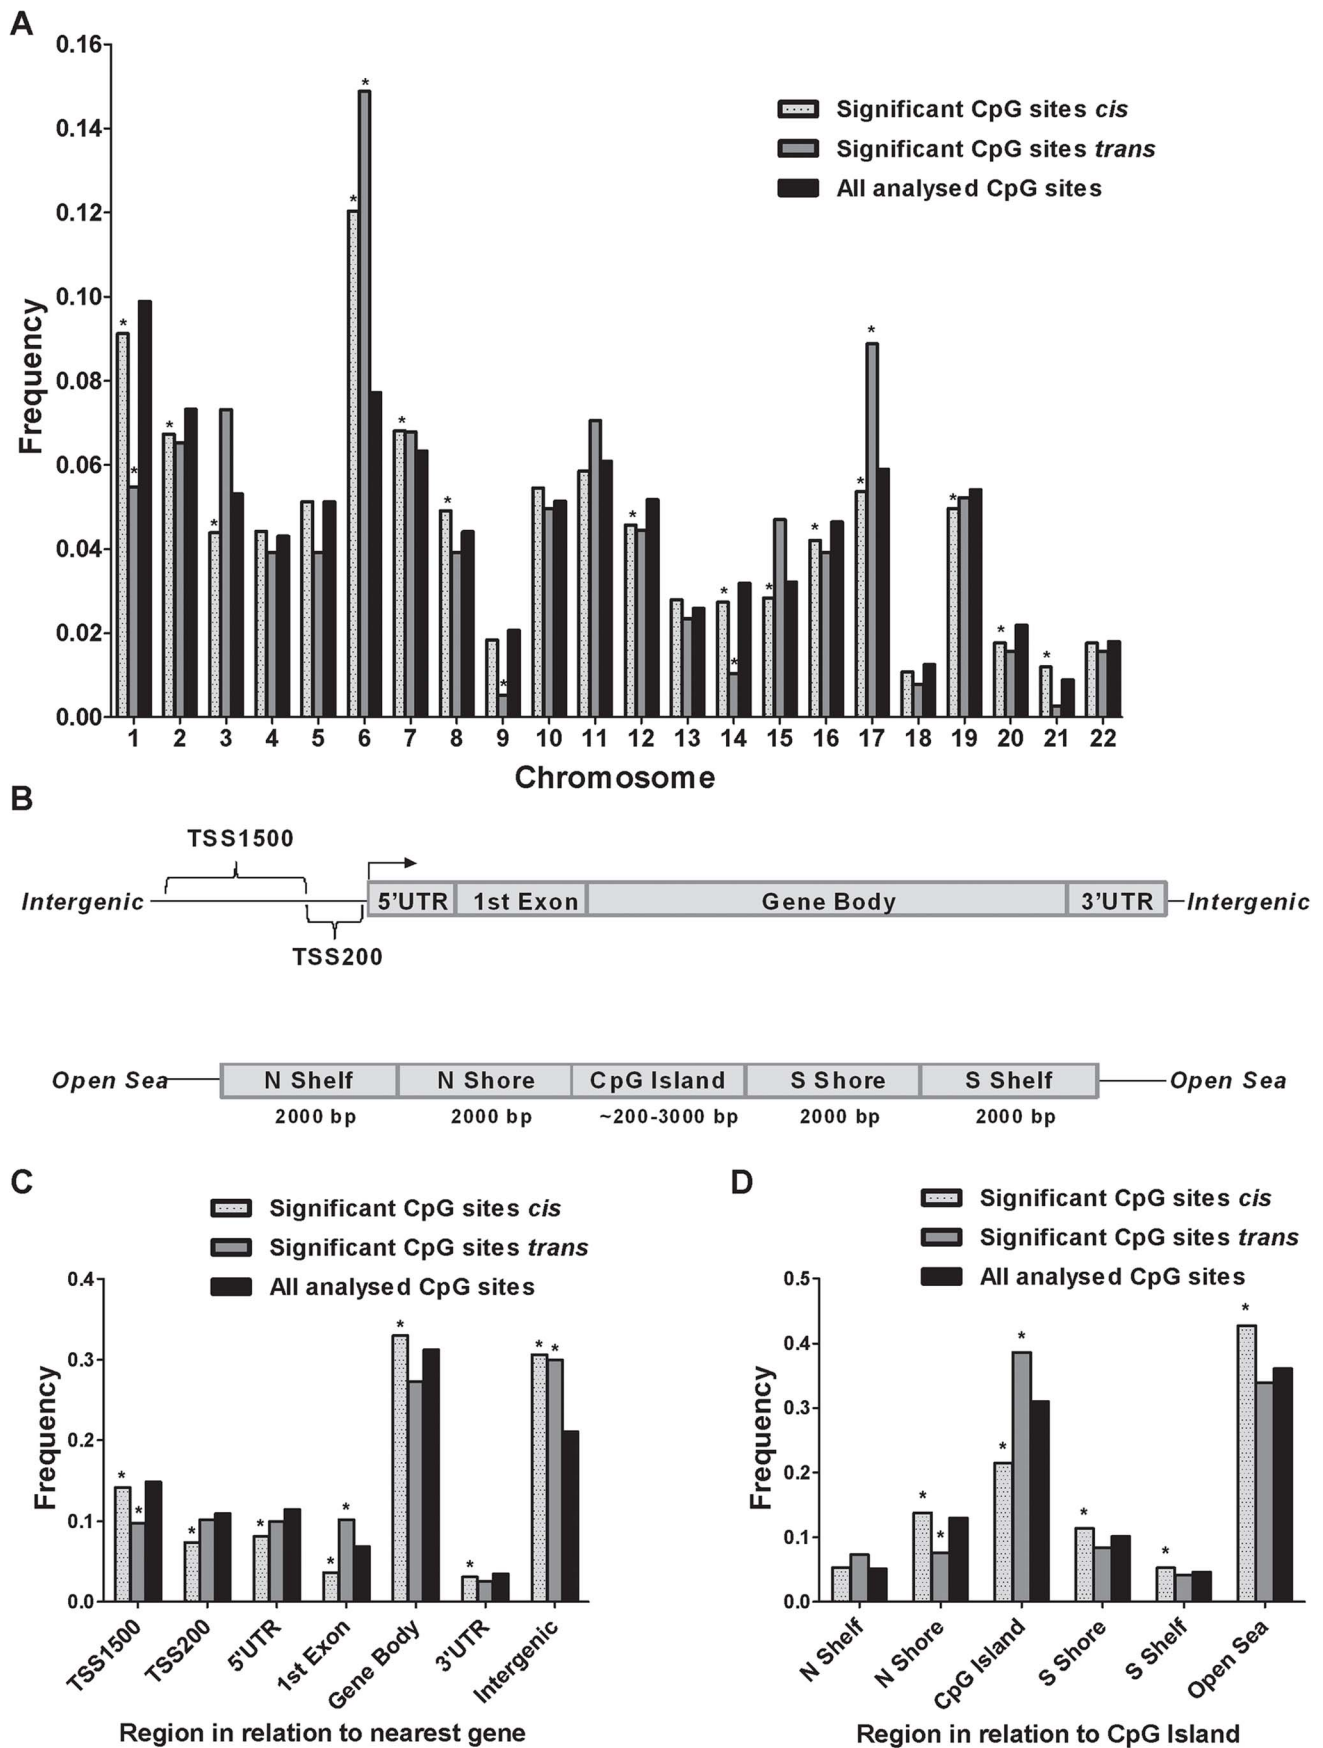 A
0.16
0.14
0.12
0.10
0.08
0.06
0.04
0.02
0.00
Frequency
Significant CpG sites cis
Significant CpG sites trans
All analysed CpG sites
* * * * * * * * * * * * * * * * * * * *
1 2 3 4 5 6 7 8 9 10 11 12 13 14 15 16 17 18 19 20 21 22
Chromosome
B
TSS1500
Intergenic 5’UTR 1st Exon Gene Body 3’UTR Intergenic
TSS200
Open Sea N Shelf N Shore CpG Island S Shore S Shelf Open Sea
2000 bp 2000 bp ~200-3000 bp 2000 bp 2000 bp
C
Significant CpG sites cis
Significant CpG sites trans
All analysed CpG sites
0.4
0.3
0.2
0.1
0.0
Frequency
* * * * * * * * * *
TSS1500 TSS200 5'UTR 1st Exon Gene Body 3'UTR Intergenic
Region in relation to nearest gene
D
Significant CpG sites cis
Significant CpG sites trans
All analysed CpG sites
0.5
0.4
0.3
0.2
0.1
0.0
Frequency
* * * * * * *
N Shelf N Shore CpG Island S Shore S Shelf Open Sea
Region in relation to CpG Island